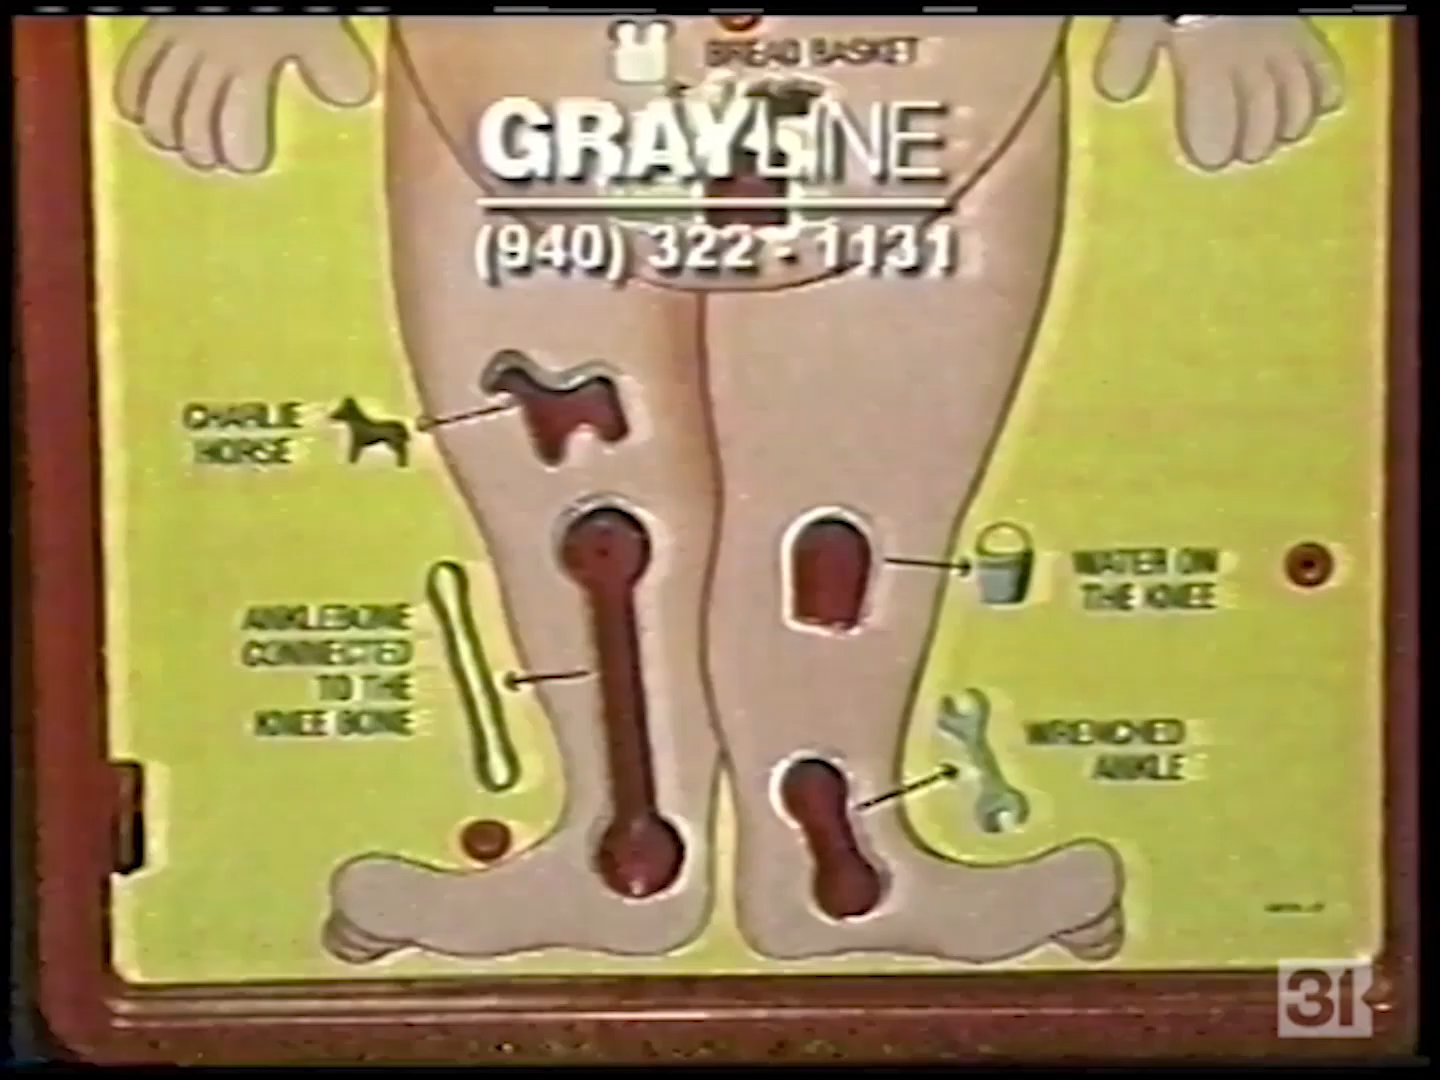 BREAD BASKET
GRAYLINE
(940) 322-1131
CHARLIE
HORSE
WATER ON
THE KNEE
ANKLEBONE
CONNECTED
TO THE
KNEE BONE
WRENCHED
ANKLE
31